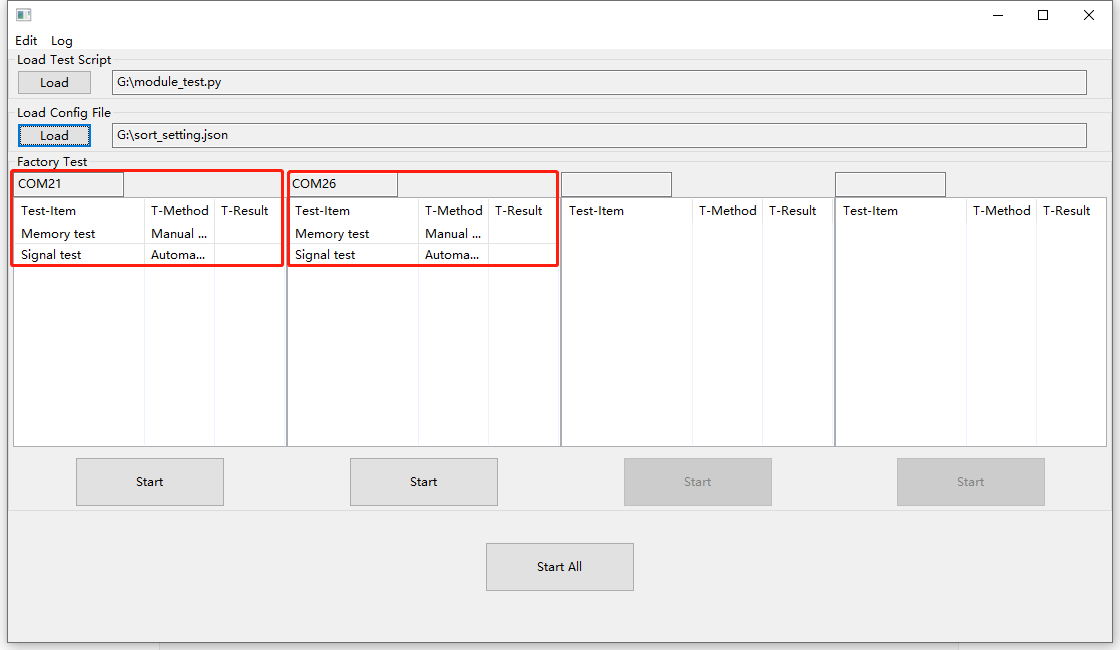 Edit Log
Load Test Script
Load G:\module_test.py
Load Config File
Load G:\sort_setting.json
Factory Test
COM21 COM26
Test-Item T-Method T-Result Test-Item T-Method T-Result Test-Item T-Method T-Result Test-Item T-Method T-Result
Memory test Manual ... Memory test Manual ...
Signal test Automa... Signal test Automa...
Start Start Start Start
Start All